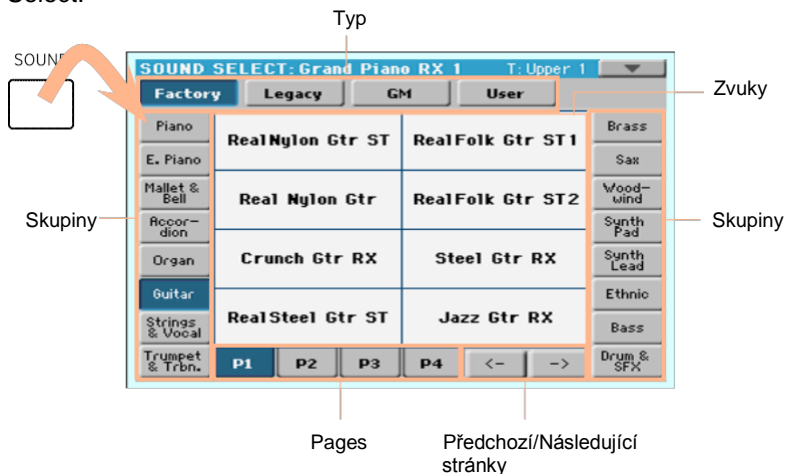 Select.
Typ
SOUND
SOUND SELECT: Grand Piano RX 1 T: Upper 1
Factory Legacy GM User
Zvuky
Piano
E. Piano
Mallet & Bell
Accor-
dion
Organ
Guitar
Strings
& Vocal
Trumpet
& Trbn.
RealNylon Gtr ST RealFolk Gtr ST1
Real Nylon Gtr RealFolk Gtr ST2
Crunch Gtr RX Steel Gtr RX
RealSteel Gtr ST Jazz Gtr RX
Brass
Sax
Wood-
wind
Synth
Pad
Synth
Lead
Ethnic
Bass
Drum &
SFX
Skupiny
Skupiny
P1 P2 P3 P4 <- ->
Pages
Předchozí/Následující
stránky